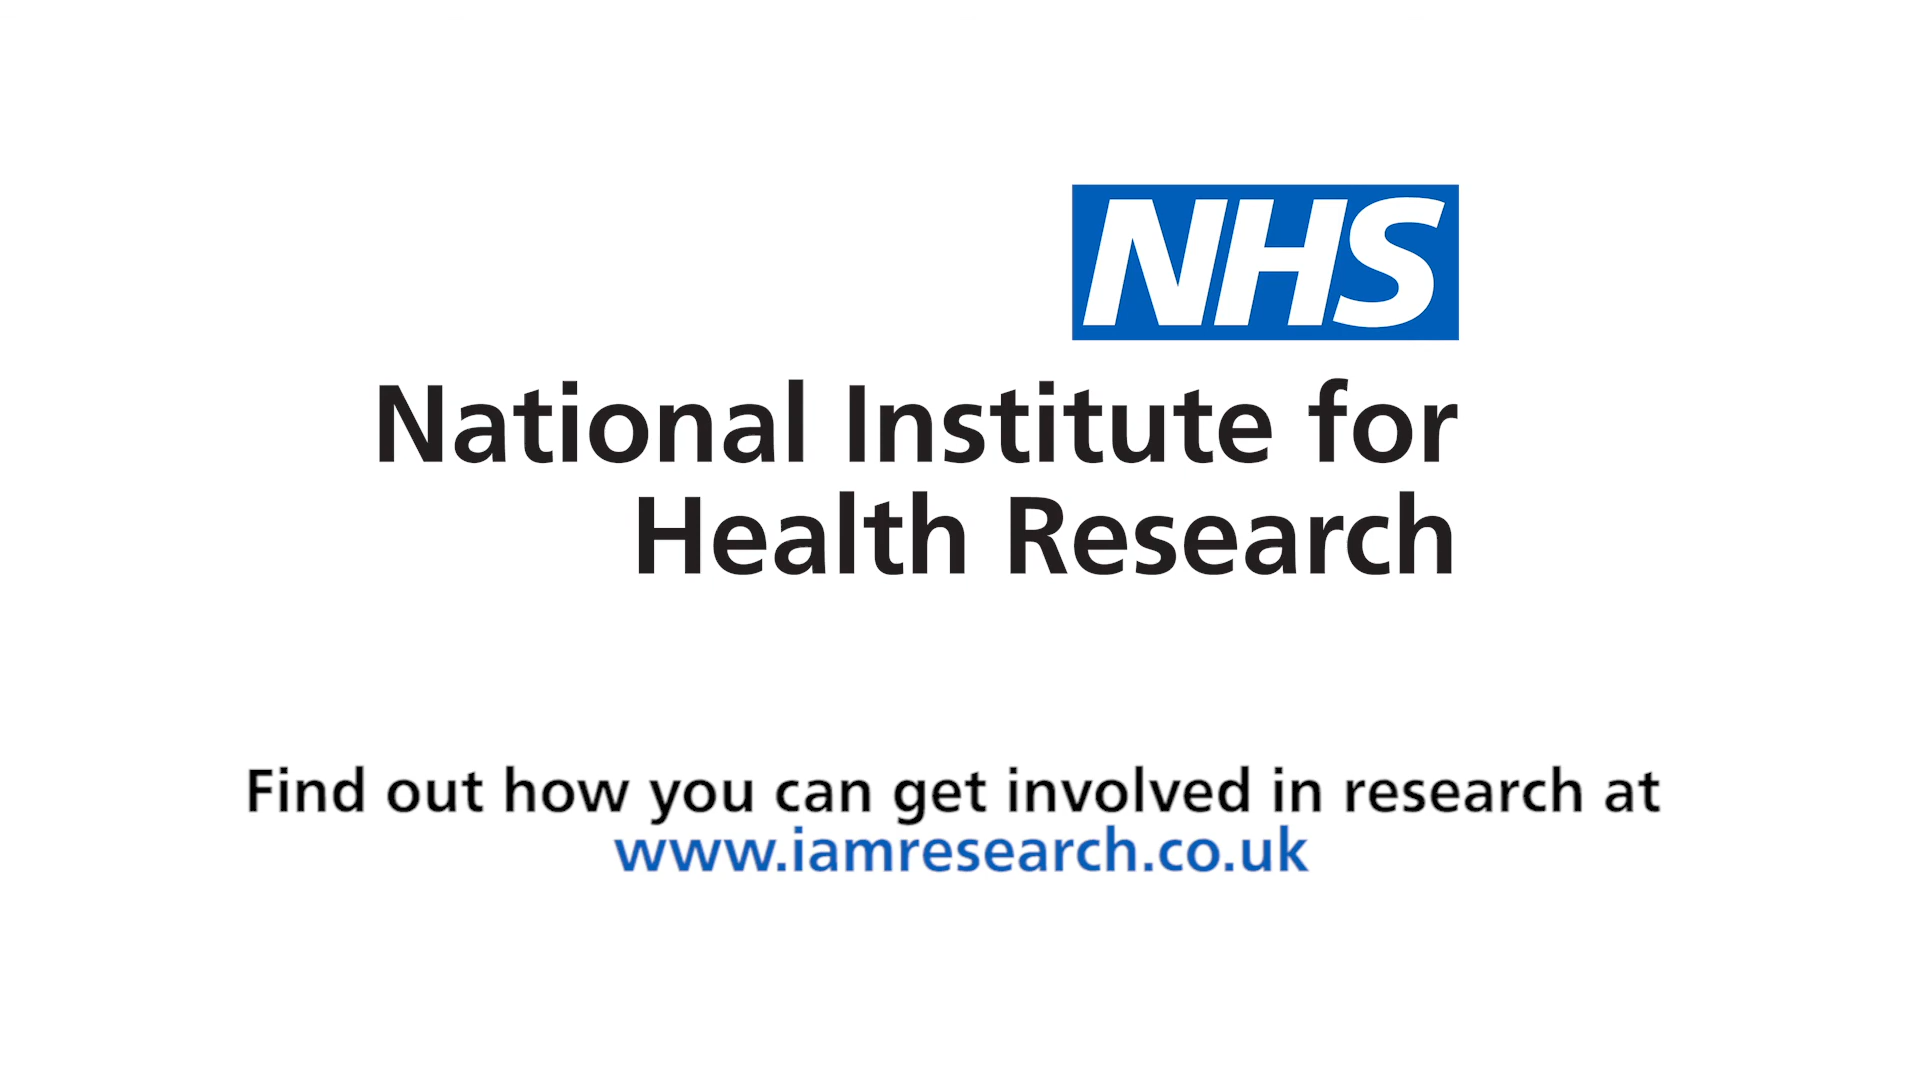 NHS
National Institute for
Health Research
Find out how you can get involved in research at
www.iamresearch.co.uk